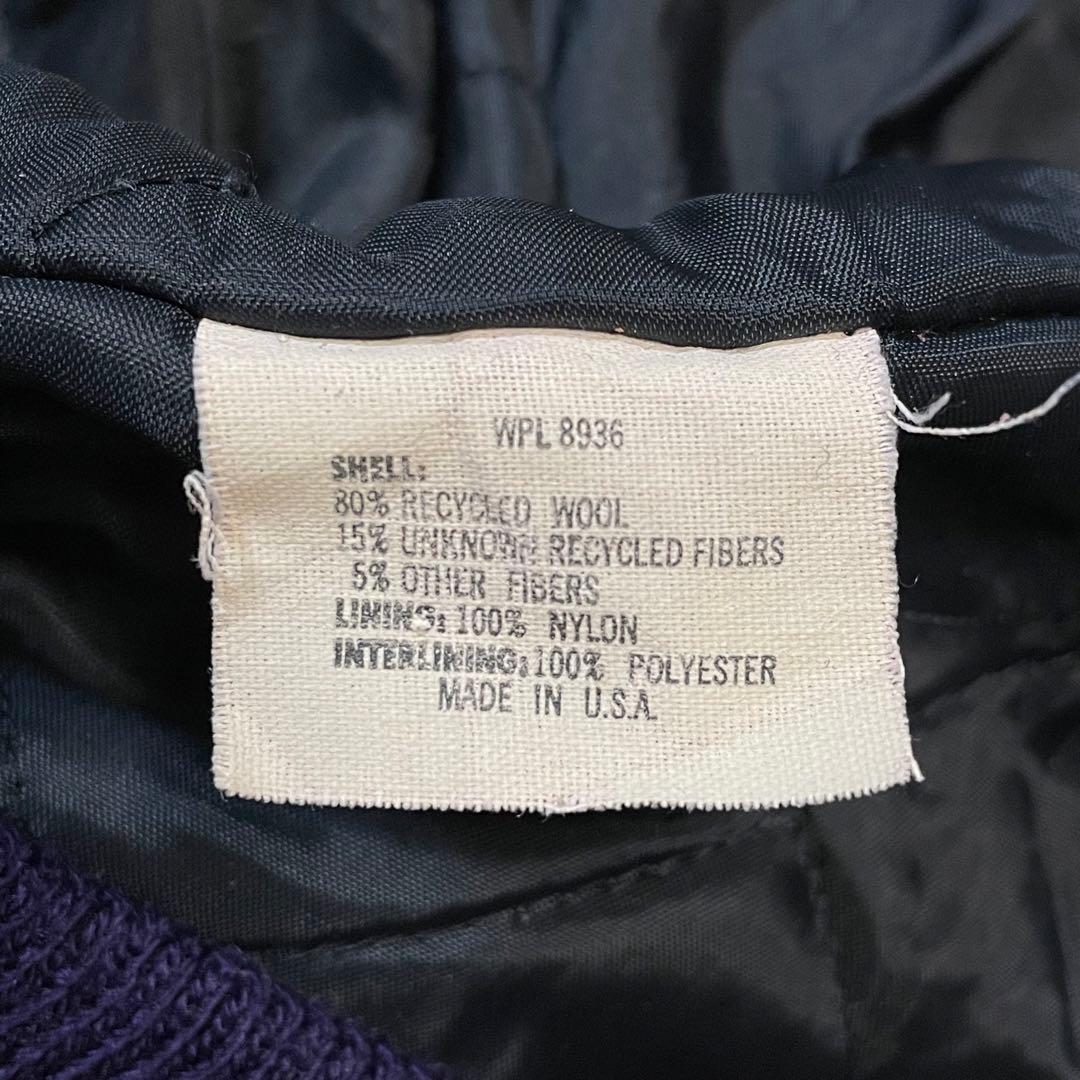 WPL 8936
SHELL:
80% RECYCLED WOOL
15% UNKNOWN RECYCLED FIBERS
5% OTHER FIBERS
LINING: 100% NYLON
INTERLINING: 100% POLYESTER
MADE IN U.S.A.